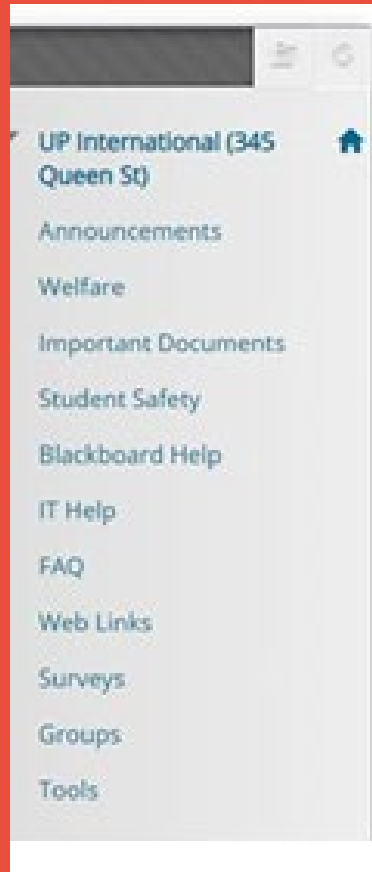 UP International (345
Queen St)
Announcements
Welfare
Important Documents
Student Safety
Blackboard Help
IT Help
FAQ
Web Links
Surveys
Groups
Tools